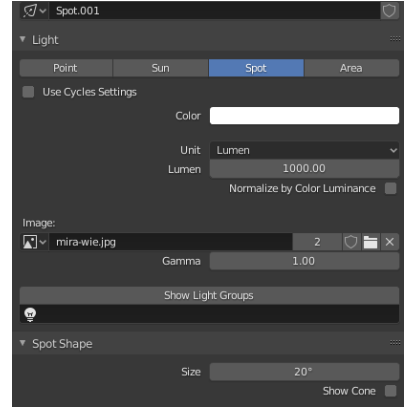 Spot.001
Light
Point Sun Spot Area
Use Cycles Settings
Color
Unit Lumen
Lumen 1000.00
Normalize by Color Luminance
Image:
mira-wie.jpg 2
Gamma 1.00
Show Light Groups
Spot Shape
Size 20°
Show Cone